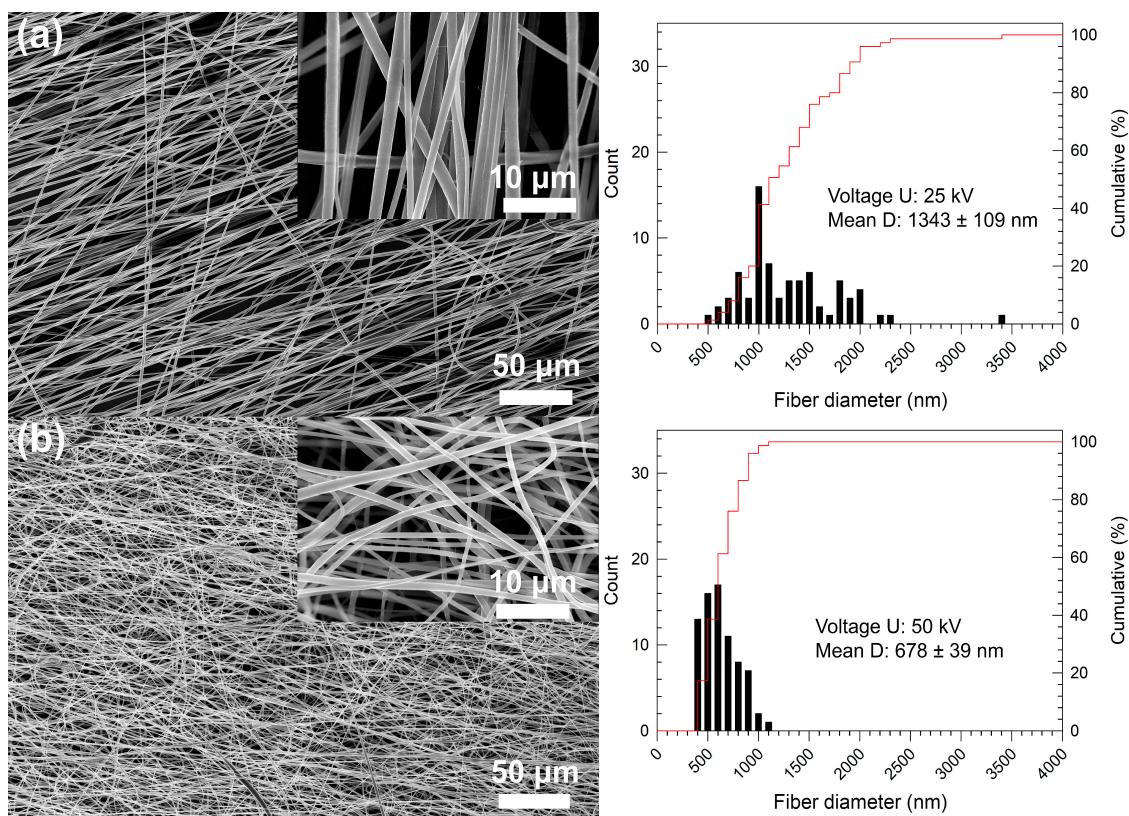 (a)
10 µm
50 µm
Count
0
10
20
30
Voltage U: 25 kV
Mean D: 1343 ± 109 nm
0
20
40
60
80
100
Cumulative (%)
0
500
1000
1500
2000
2500
3000
3500
4000
Fiber diameter (nm)
(b)
10 µm
50 µm
Count
0
10
20
30
Voltage U: 50 kV
Mean D: 678 ± 39 nm
0
20
40
60
80
100
Cumulative (%)
0
500
1000
1500
2000
2500
3000
3500
4000
Fiber diameter (nm)